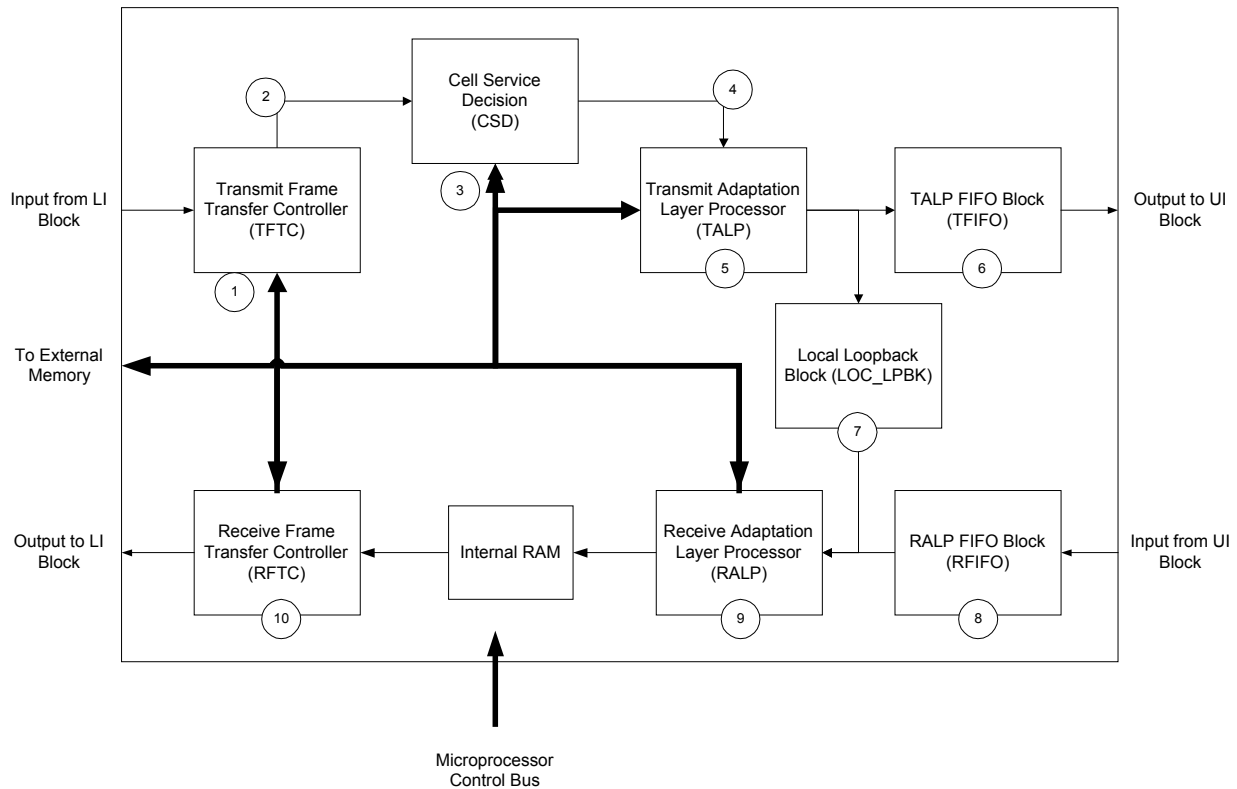 Cell Service
Decision
(CSD)
2
4
3
Input from LI
Block
Transmit Frame
Transfer Controller
(TFTC)
1
Transmit Adaptation
Layer Processor
(TALP)
5
TALP FIFO Block
(TFIFO)
6
Output to UI
Block
To External
Memory
Local Loopback
Block (LOC_LPBK)
7
Output to LI
Block
Receive Frame
Transfer Controller
(RFTC)
10
Internal RAM
Receive Adaptation
Layer Processor
(RALP)
9
RALP FIFO Block
(RFIFO)
8
Input from UI
Block
Microprocessor
Control Bus